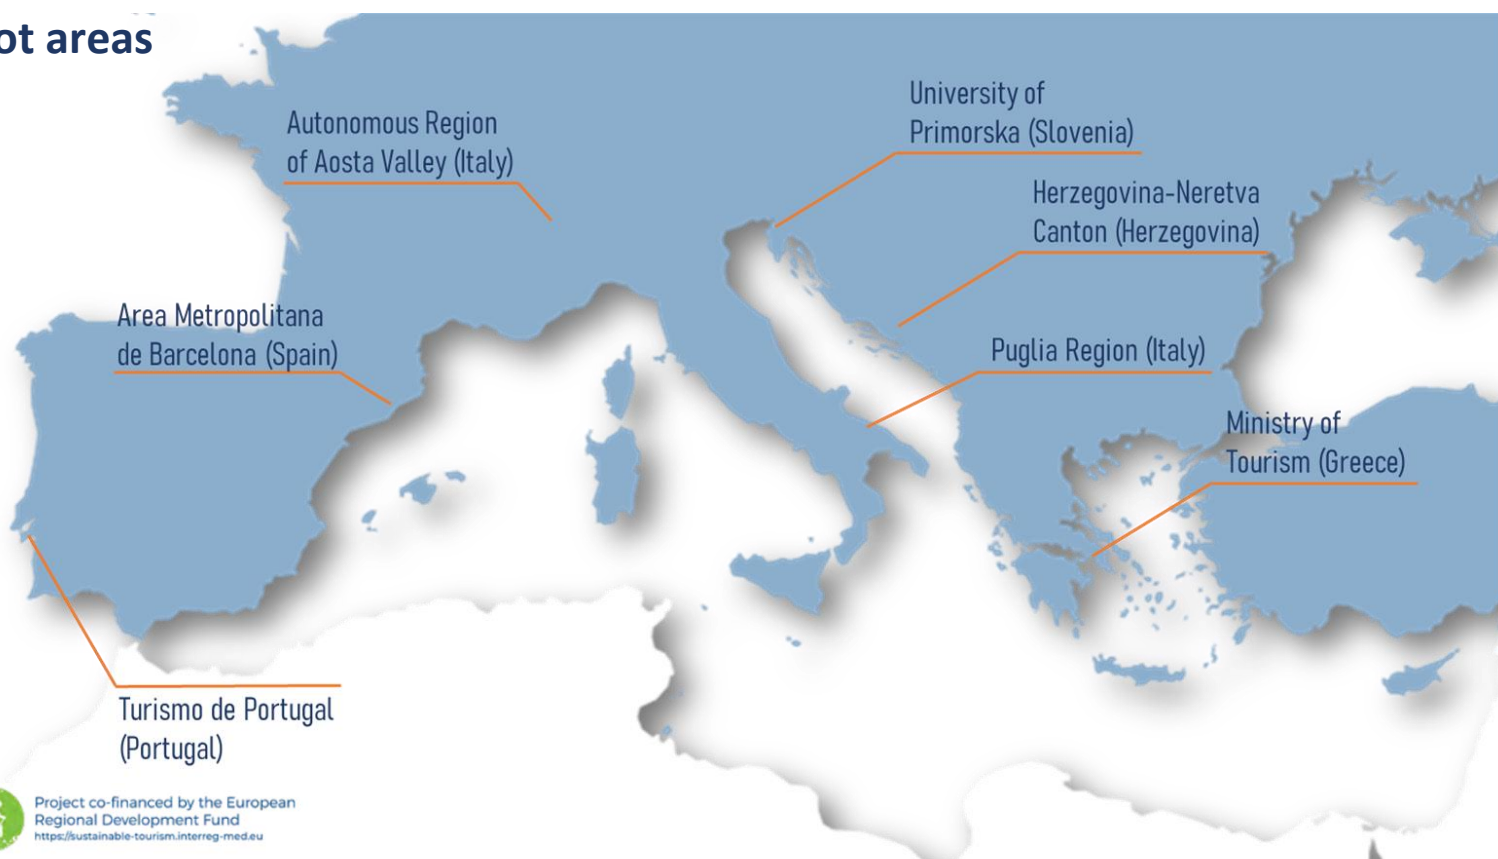 ot areas
University of
Primorska (Slovenia)
Autonomous Region
of Aosta Valley (Italy)
Herzegovina-Neretva
Canton (Herzegovina)
Area Metropolitana
de Barcelona (Spain)
Puglia Region (Italy)
Ministry of
Tourism (Greece)
Turismo de Portugal
(Portugal)
Project co-financed by the European
Regional Development Fund
https://sustainable-tourism.interreg-med.eu